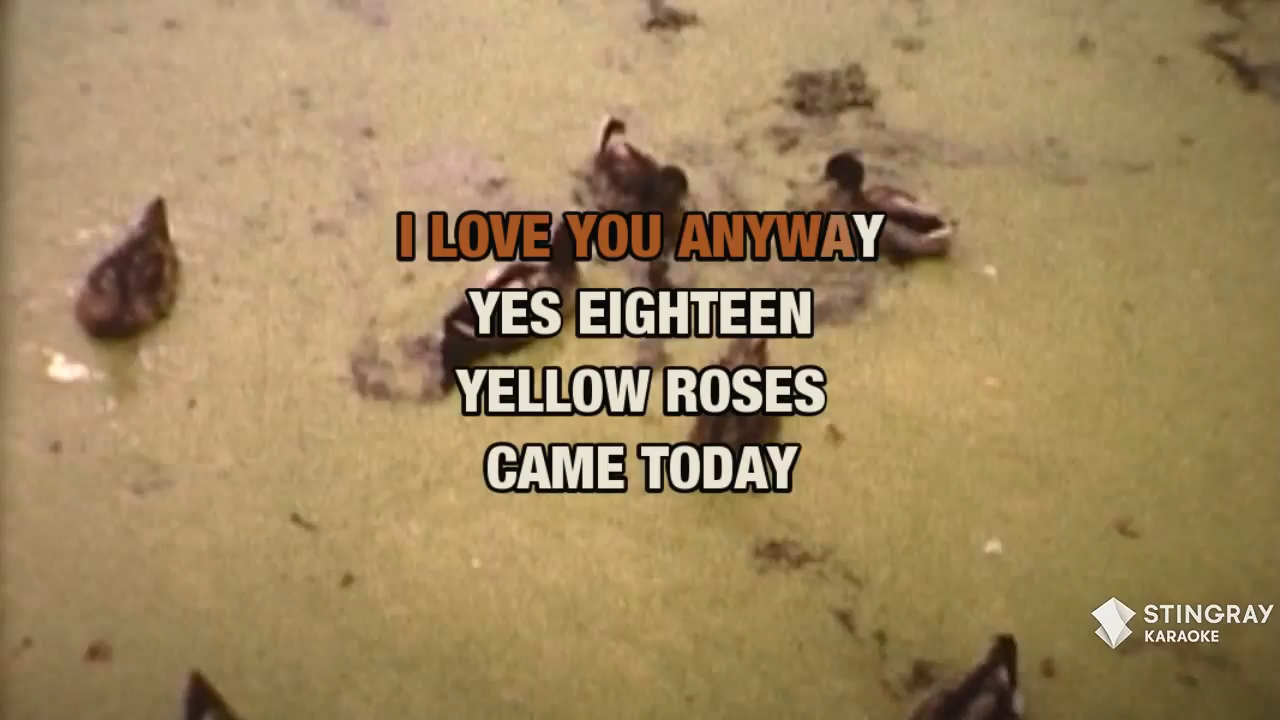 I LOVE YOU ANYWAY
YES EIGHTEEN
YELLOW ROSES
CAME TODAY
STINGRAY
KARAOKE